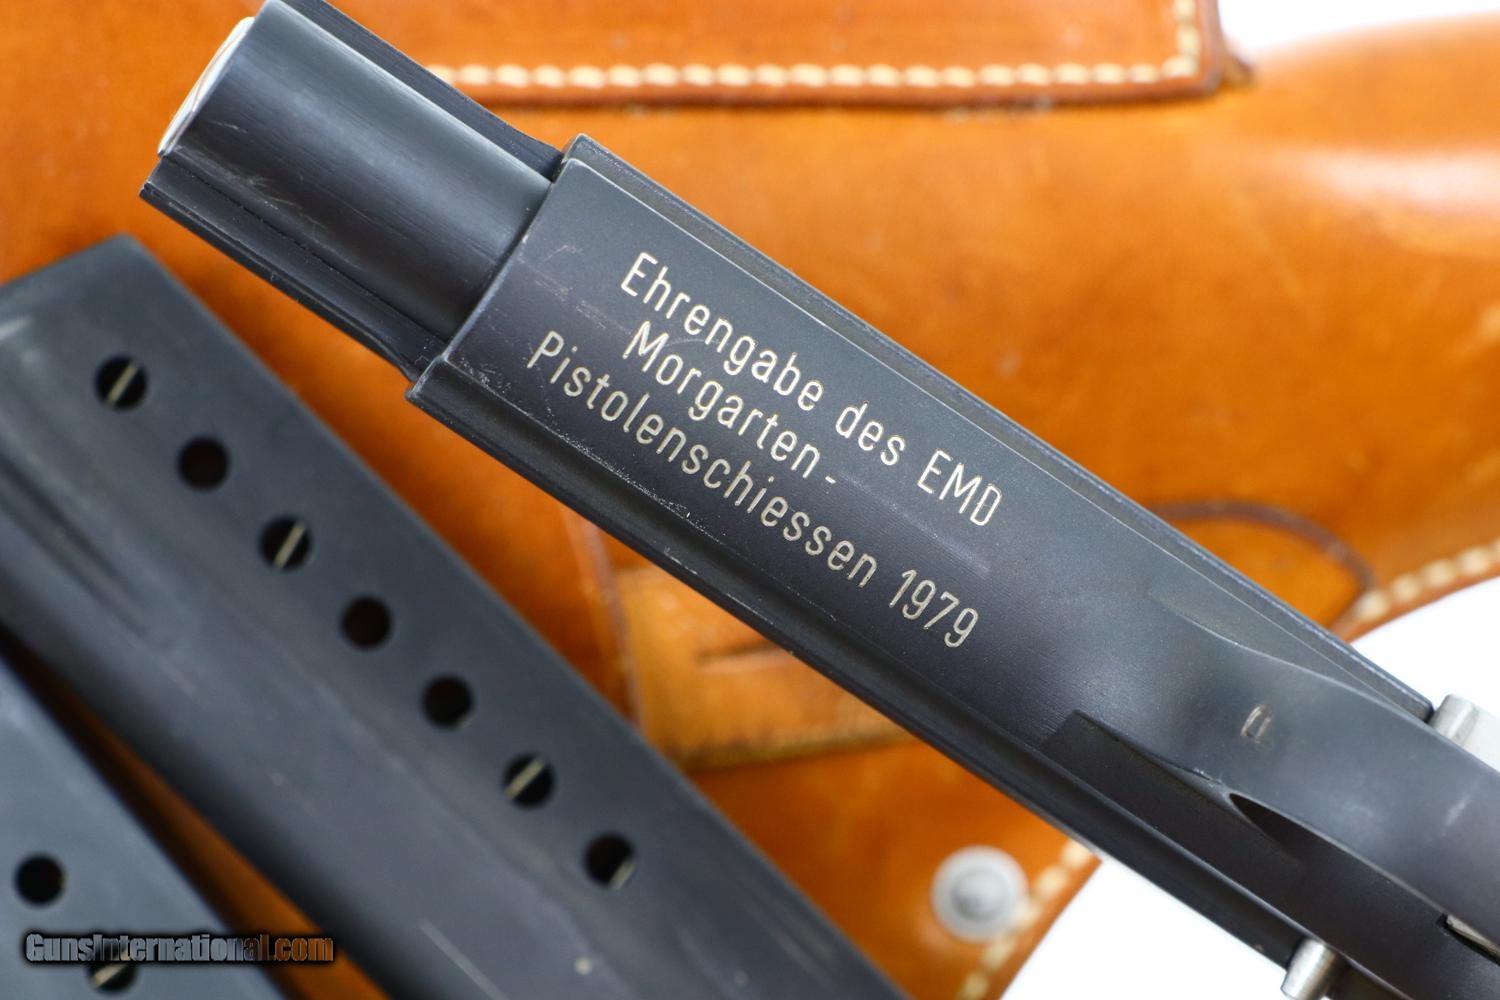 Ehrengabe des EMD
Morgarten-
Pistolenschiessen 1979
GunsInternational.com